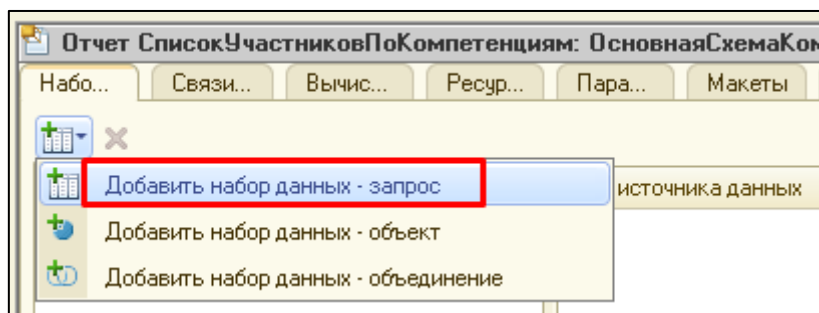 Отчет СписокУчастниковПоКомпетенциям: ОсновнаяСхемаКом
Набо... Связи... Вычис... Ресур... Пара... Макеты
Добавить набор данных - запрос
источника данных
Добавить набор данных - объект
Добавить набор данных - объединение